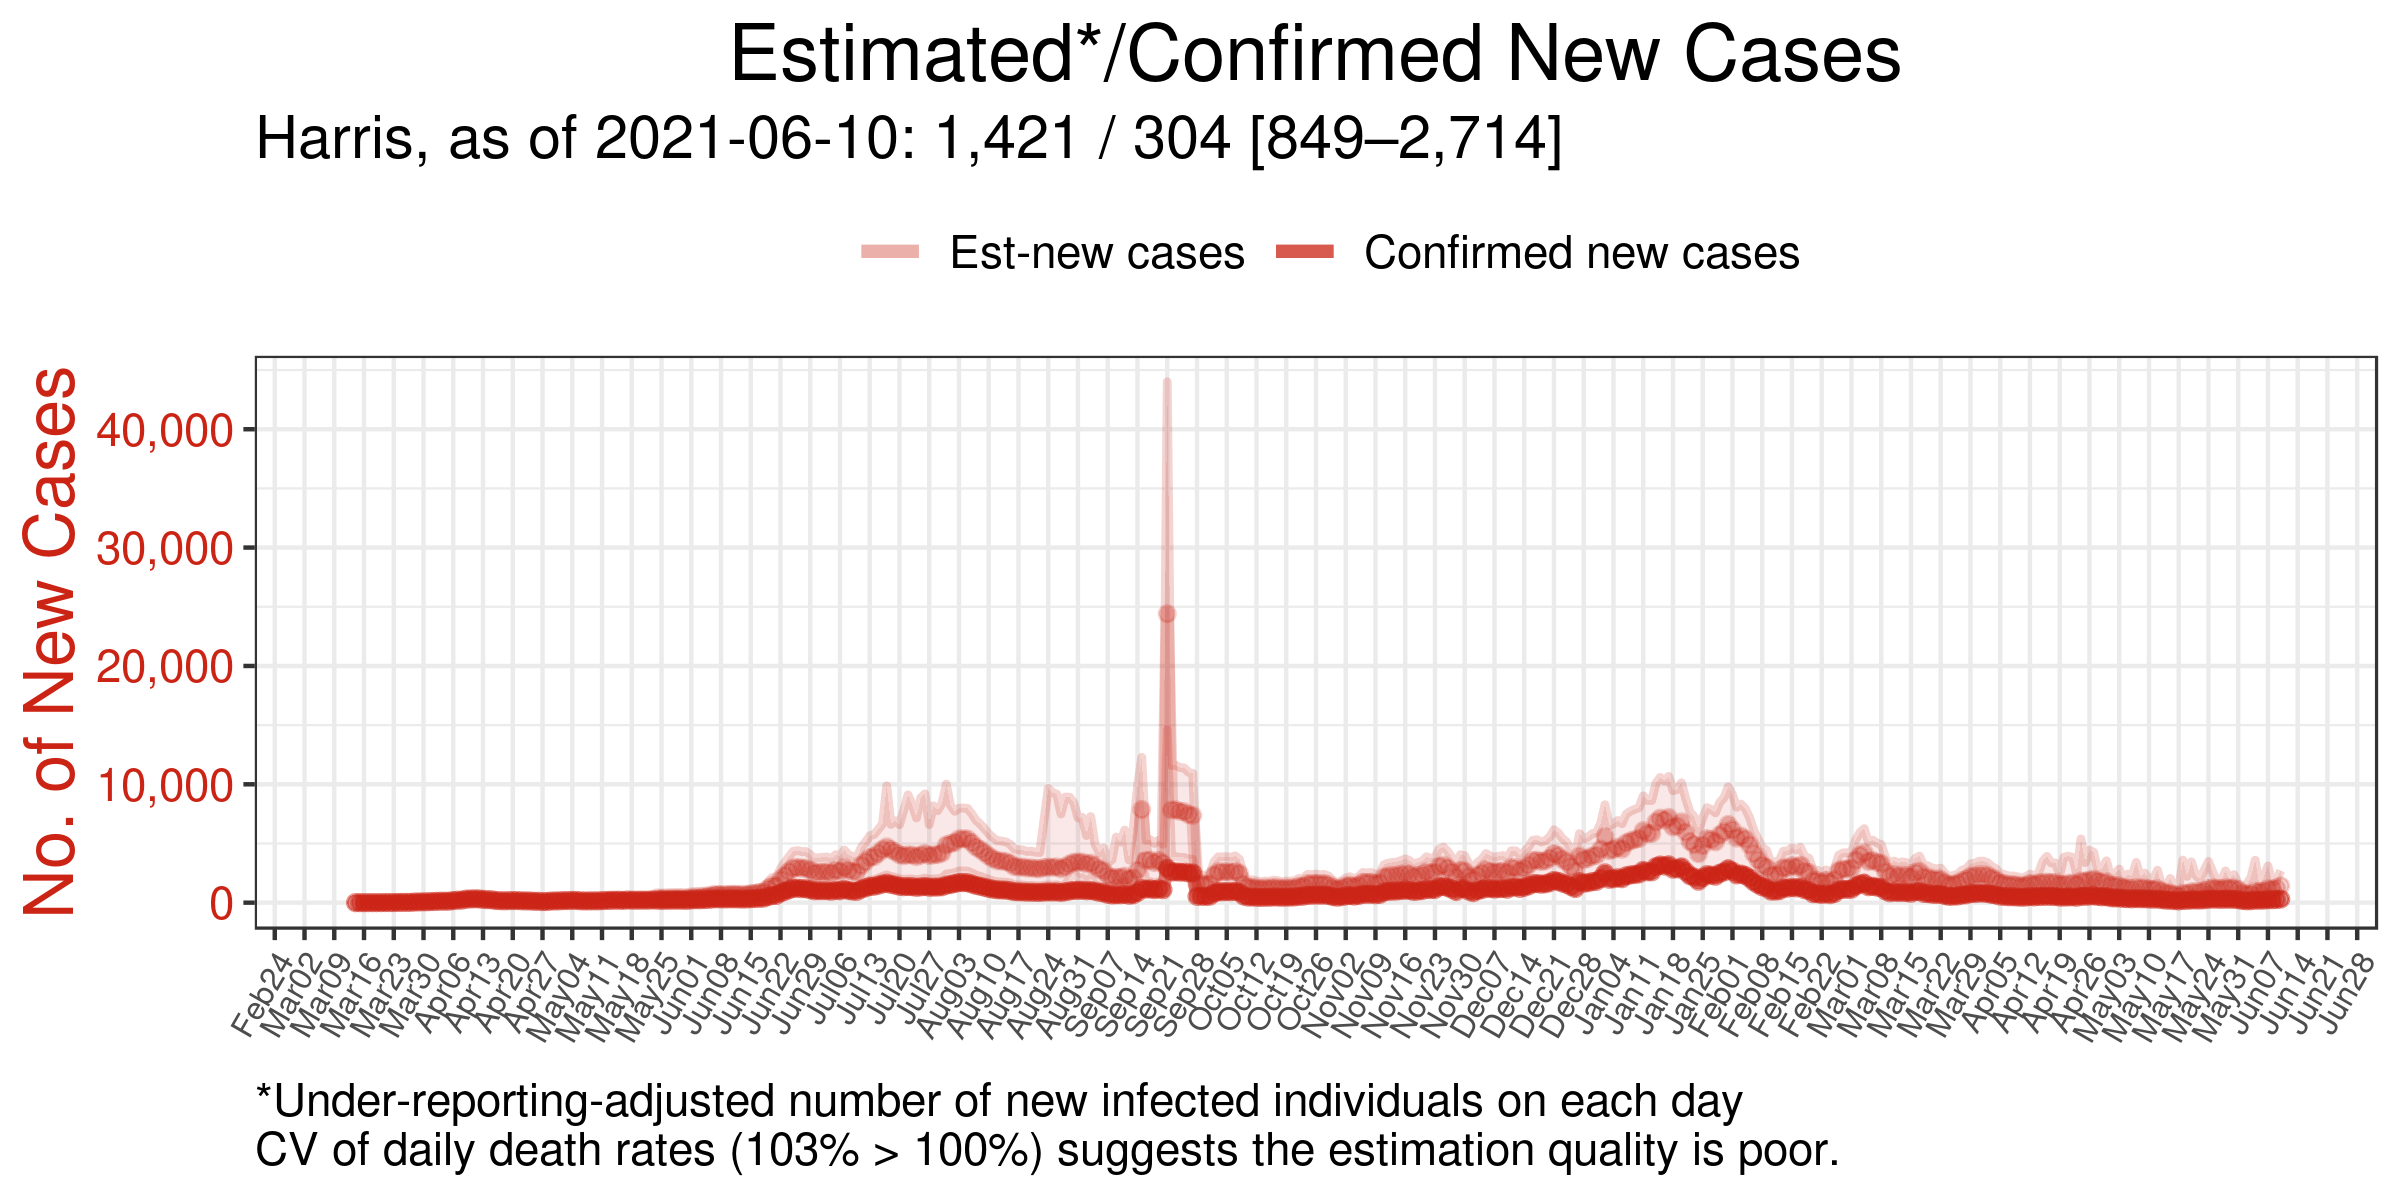 Estimated*/Confirmed New Cases
Harris, as of 2021-06-10: 1,421 / 304 [849–2,714]
Est-new cases Confirmed new cases
No. of New Cases
40,000
30,000
20,000
10,000
0
Feb24 Mar02 Mar09 Mar16 Mar23 Mar30 Apr06 Apr13 Apr20 Apr27 May04 May11 May18 May25 Jun01 Jun08 Jun15 Jun22 Jun29 Jul06 Jul13 Jul20 Jul27 Aug03 Aug10 Aug17 Aug24 Aug31 Sep07 Sep14 Sep21 Sep28 Oct05 Oct12 Oct19 Oct26 Nov02 Nov09 Nov16 Nov23 Nov30 Dec07 Dec14 Dec21 Dec28 Jan04 Jan11 Jan18 Jan25 Feb01 Feb08 Feb15 Feb22 Mar01 Mar08 Mar15 Mar22 Mar29 Apr05 Apr12 Apr19 Apr26 May03 May10 May17 May24 May31 Jun07 Jun14 Jun21 Jun28
*Under-reporting-adjusted number of new infected individuals on each day
CV of daily death rates (103% > 100%) suggests the estimation quality is poor.